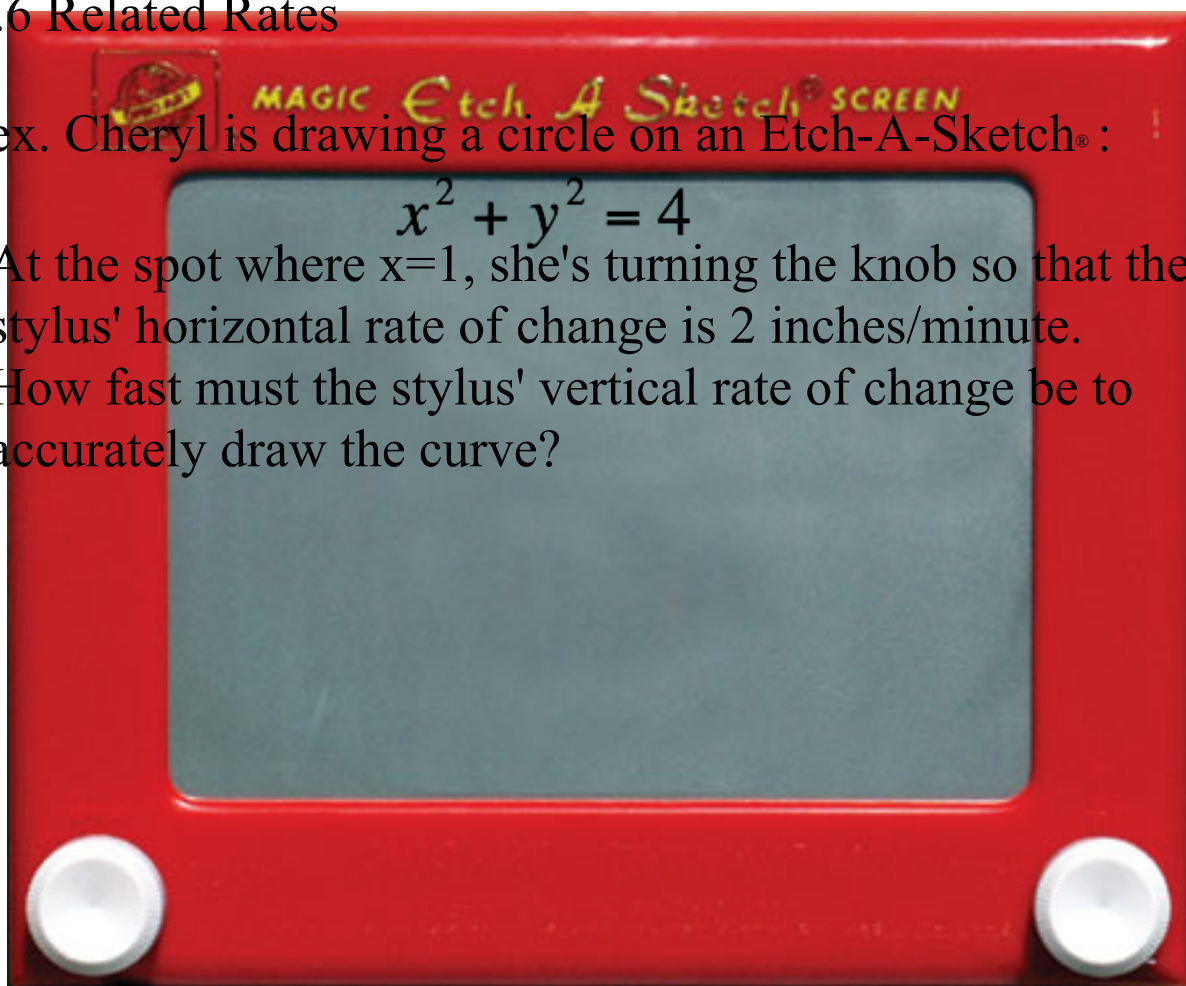 .6 Related Rates
MAGIC Etch A Sketch® SCREEN
ex. Cheryl is drawing a circle on an Etch-A-Sketch® :
x² + y² = 4
At the spot where x=1, she's turning the knob so that the
stylus' horizontal rate of change is 2 inches/minute.
How fast must the stylus' vertical rate of change be to
accurately draw the curve?